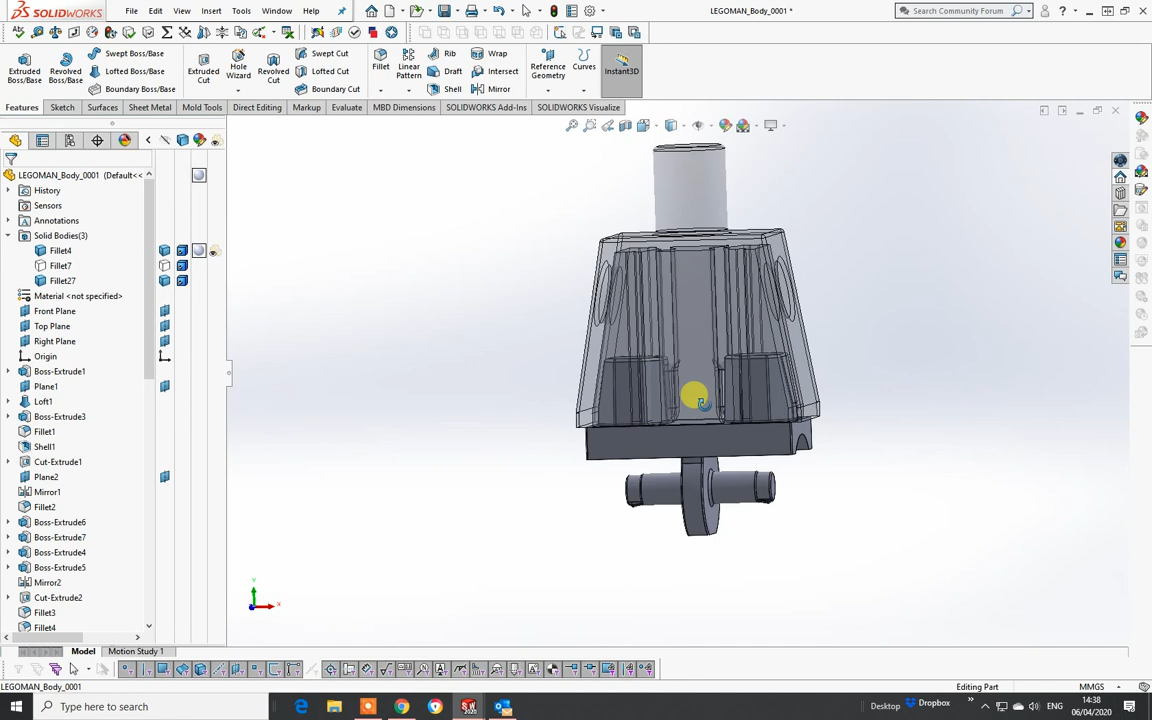 SOLIDWORKS File Edit View Insert Tools Window LEGOMAN_Body_0001 * Search Community Forum
Extruded Boss/Base Revolved Boss/Base Swept Boss/Base Lofted Boss/Base Boundary Boss/Base Extruded Cut Hole Wizard Revolved Cut Swept Cut Lofted Cut Boundary Cut Fillet Linear Pattern Rib Draft Shell Wrap Intersect Mirror Reference Geometry Curves Instant3D
Features Sketch Surfaces Sheet Metal Mold Tools Direct Editing Markup Evaluate MBD Dimensions SOLIDWORKS Add-Ins SOLIDWORKS Visualize
LEGOMAN_Body_0001 (Default<<
History
Sensors
Annotations
Solid Bodies(3)
Fillet4
Fillet7
Fillet27
Material <not specified>
Front Plane
Top Plane
Right Plane
Origin
Boss-Extrude1
Plane1
Loft1
Boss-Extrude3
Fillet1
Shell1
Cut-Extrude1
Plane2
Mirror1
Fillet2
Boss-Extrude6
Boss-Extrude7
Boss-Extrude4
Boss-Extrude5
Mirror2
Cut-Extrude2
Fillet3
Fillet4
Y
X
Model Motion Study 1
LEGOMAN_Body_0001 Editing Part MMGS
Type here to search Desktop Dropbox ENG 14:38
06/04/2020